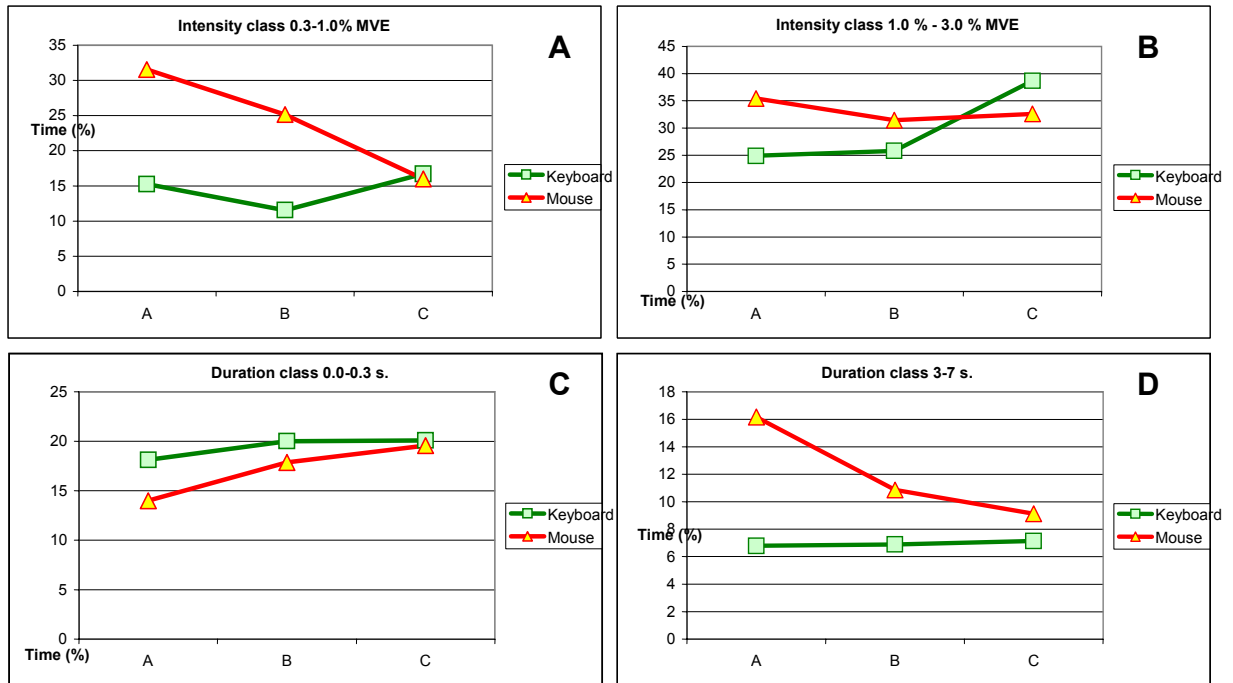 Intensity class 0.3-1.0% MVE
A
35
30
25
Time (%)
20
15
10
5
0
A B C
Keyboard
Mouse
Intensity class 1.0 % - 3.0 % MVE
B
45
40
35
30
25
20
15
10
5
0
Time (%)
A B C
Keyboard
Mouse
Duration class 0.0-0.3 s.
C
25
20
15
10
5
0
Time (%)
A B C
Keyboard
Mouse
Duration class 3-7 s.
D
18
16
14
12
10
8
Time (%)
6
4
2
0
A B C
Keyboard
Mouse